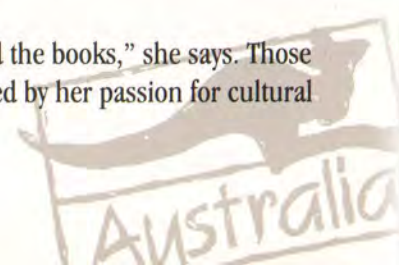 l the books,” she says. Those
ed by her passion for cultural
Australia